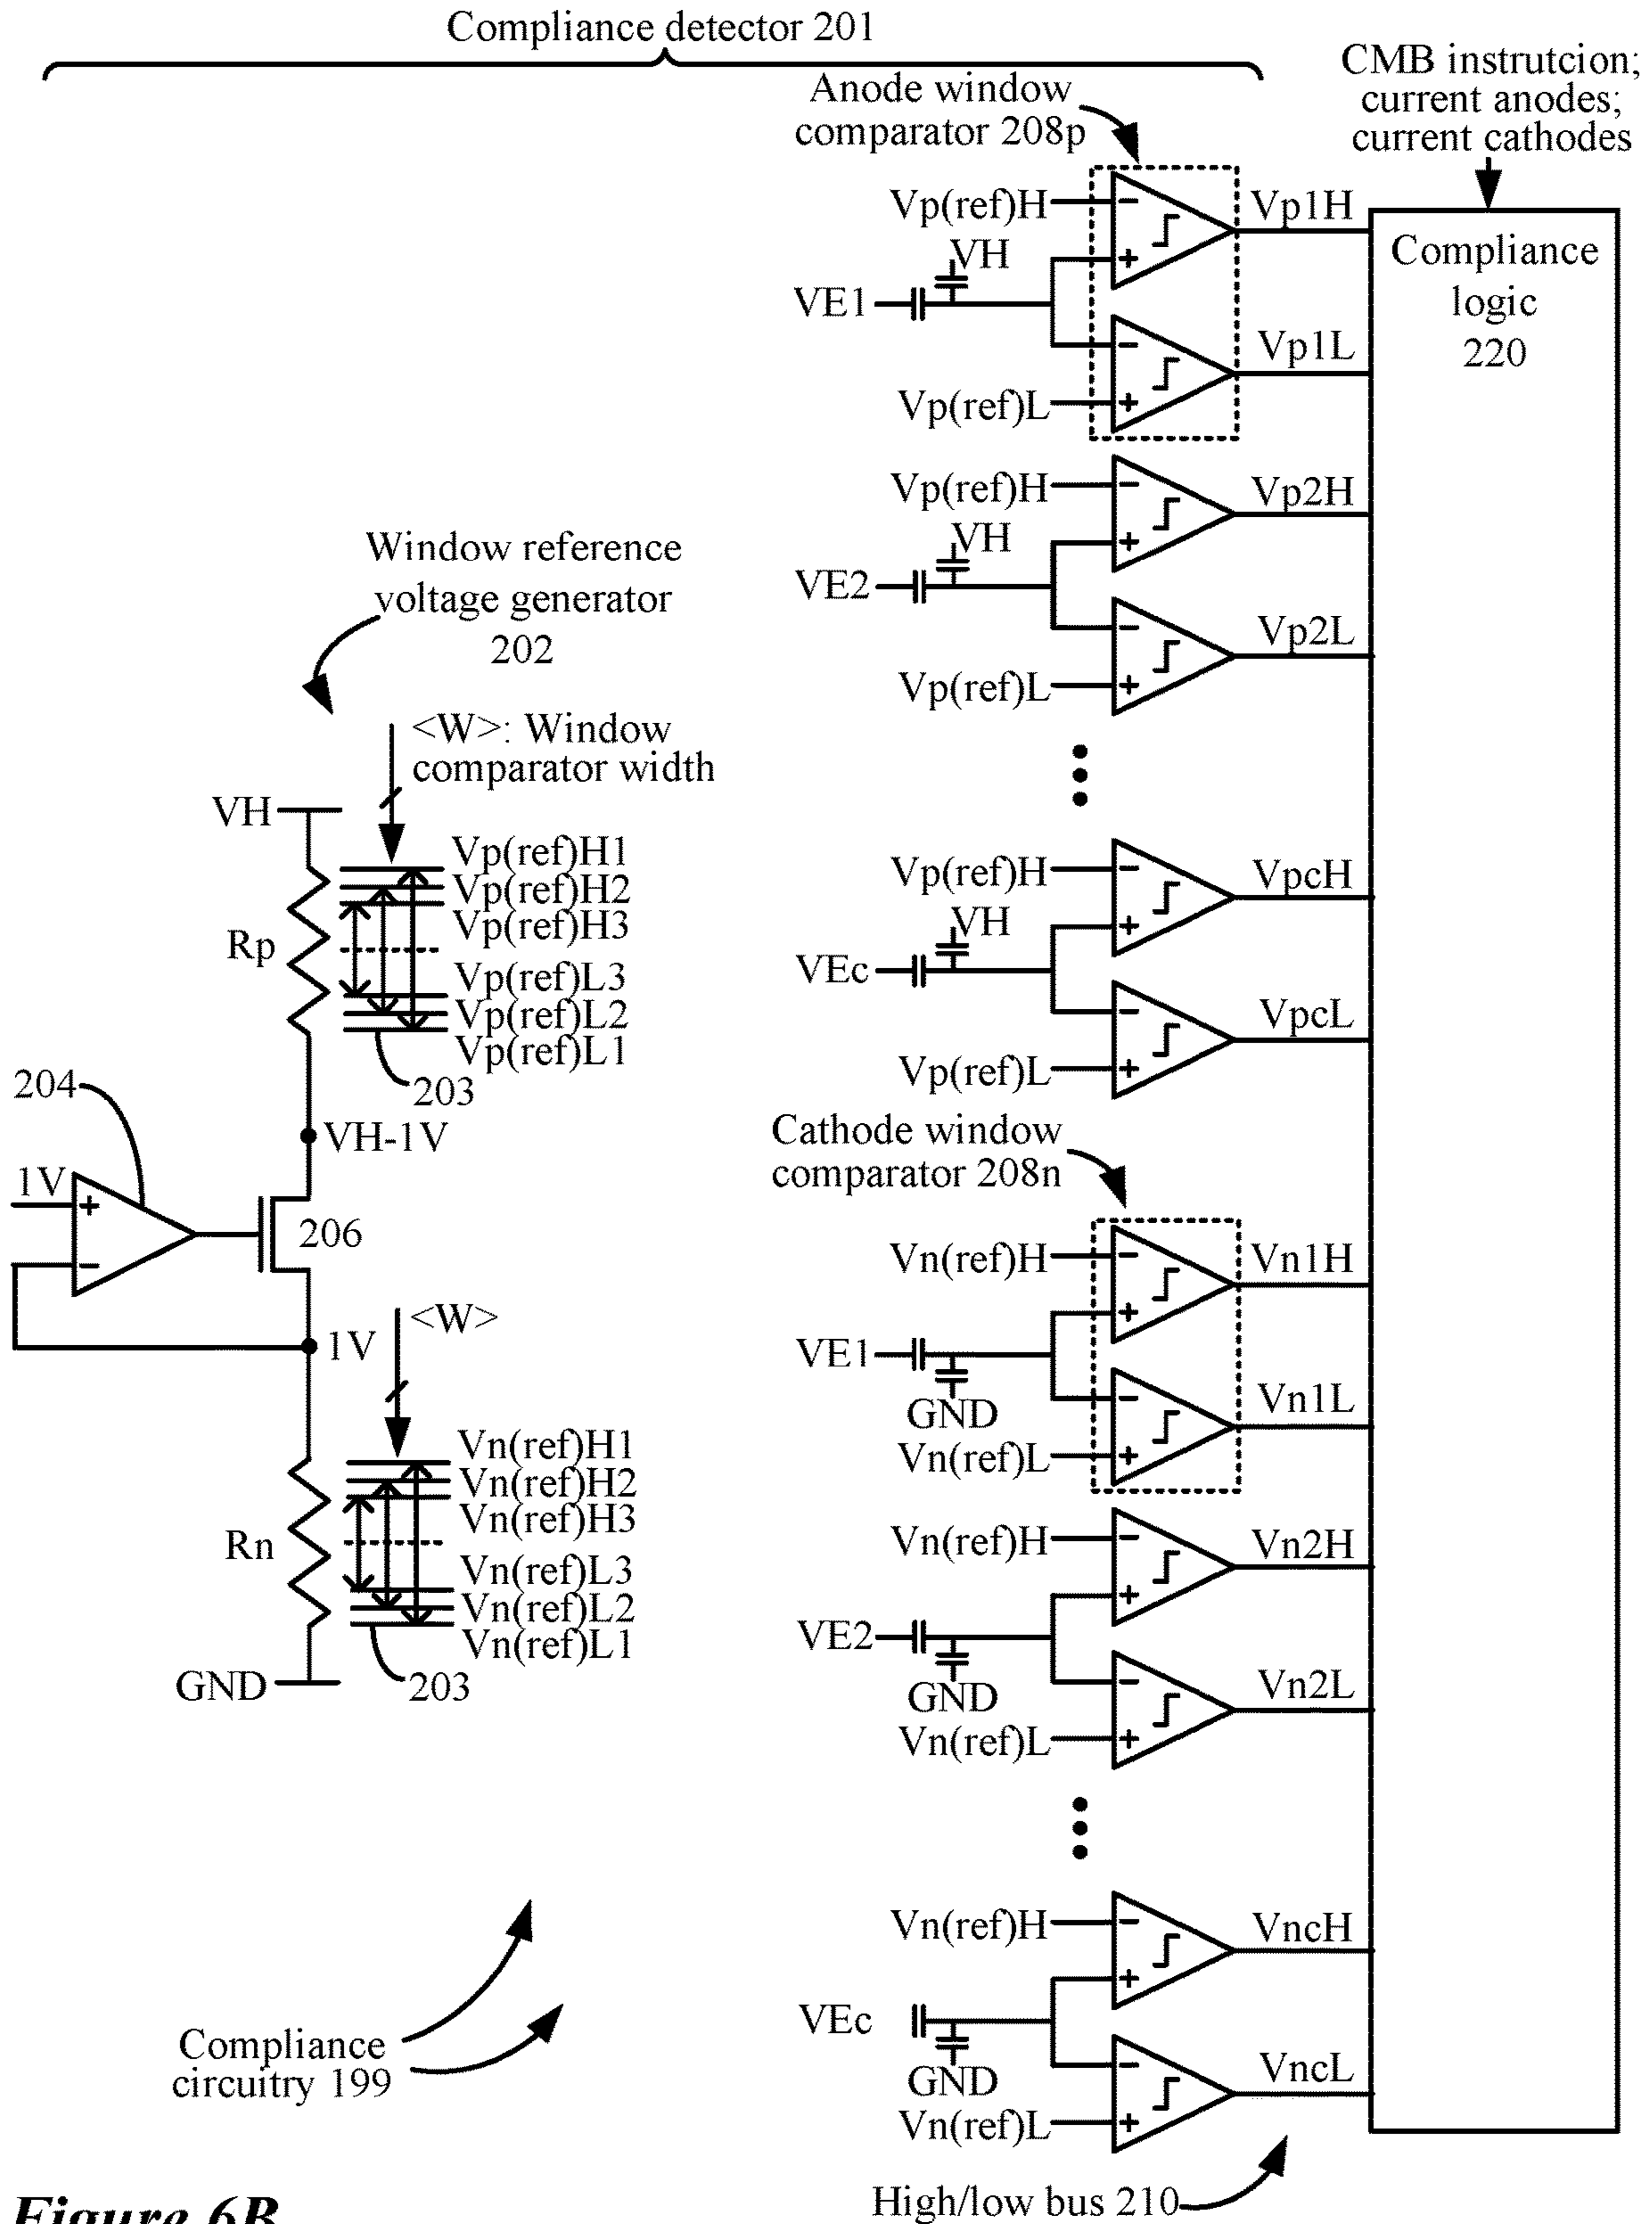 Compliance detector 201
CMB instrutcion;
current anodes;
current cathodes
Anode window
comparator 208p
Vp(ref)H
−
Vp1H
VH
+
VE1
−
Vp1L
Vp(ref)L
+
Compliance
logic
220
Vp(ref)H
−
Vp2H
VH
+
VE2
−
Vp2L
Vp(ref)L
+
Window reference
voltage generator
202
<W>: Window
comparator width
VH
Vp(ref)H1
Vp(ref)H2
Vp(ref)H3
Rp
Vp(ref)L3
Vp(ref)L2
Vp(ref)L1
203
Vp(ref)H
−
VpcH
VH
+
VEc
−
VpcL
Vp(ref)L
+
204
VH-1V
1V
+
−
206
1V
<W>
Vn(ref)H1
Vn(ref)H2
Vn(ref)H3
Rn
Vn(ref)L3
Vn(ref)L2
Vn(ref)L1
GND
203
Cathode window
comparator 208n
Vn(ref)H
−
Vn1H
+
VE1
−
Vn1L
GND
Vn(ref)L
+
Vn(ref)H
−
Vn2H
+
VE2
−
Vn2L
GND
Vn(ref)L
+
Vn(ref)H
−
VncH
+
VEc
−
VncL
GND
Vn(ref)L
+
Compliance
circuitry 199
High/low bus 210
Figure 6B